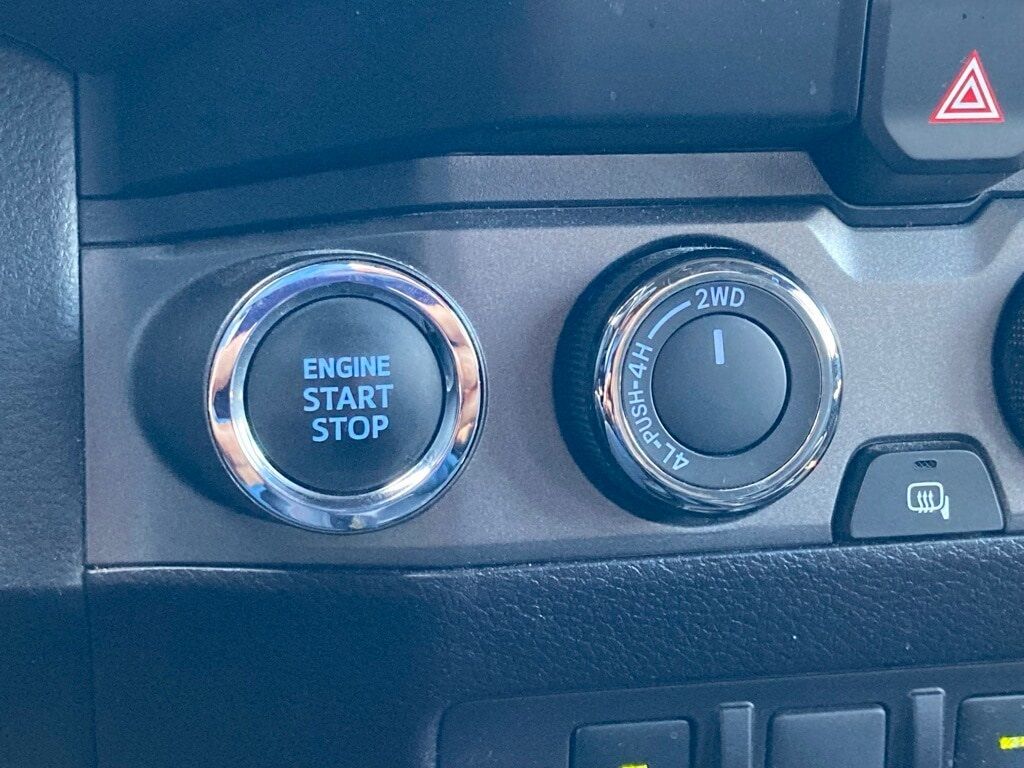 ENGINE
START
STOP
2WD
4L-PUSH-4H